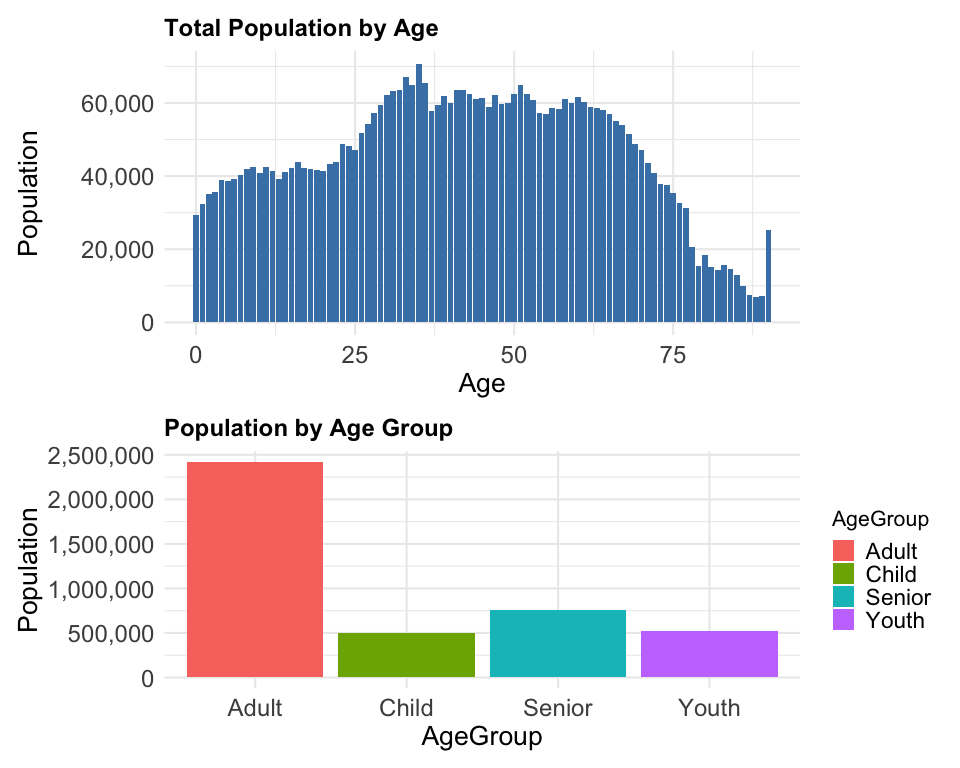 Total Population by Age
Population
60,000
40,000
20,000
0
0 25 50 75
Age
Population by Age Group
Population
2,500,000
2,000,000
1,500,000
1,000,000
500,000
0
Adult Child Senior Youth
AgeGroup
AgeGroup
Adult
Child
Senior
Youth